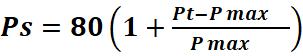 Ps = 80 (1 + (Pt−P max)/(P max))